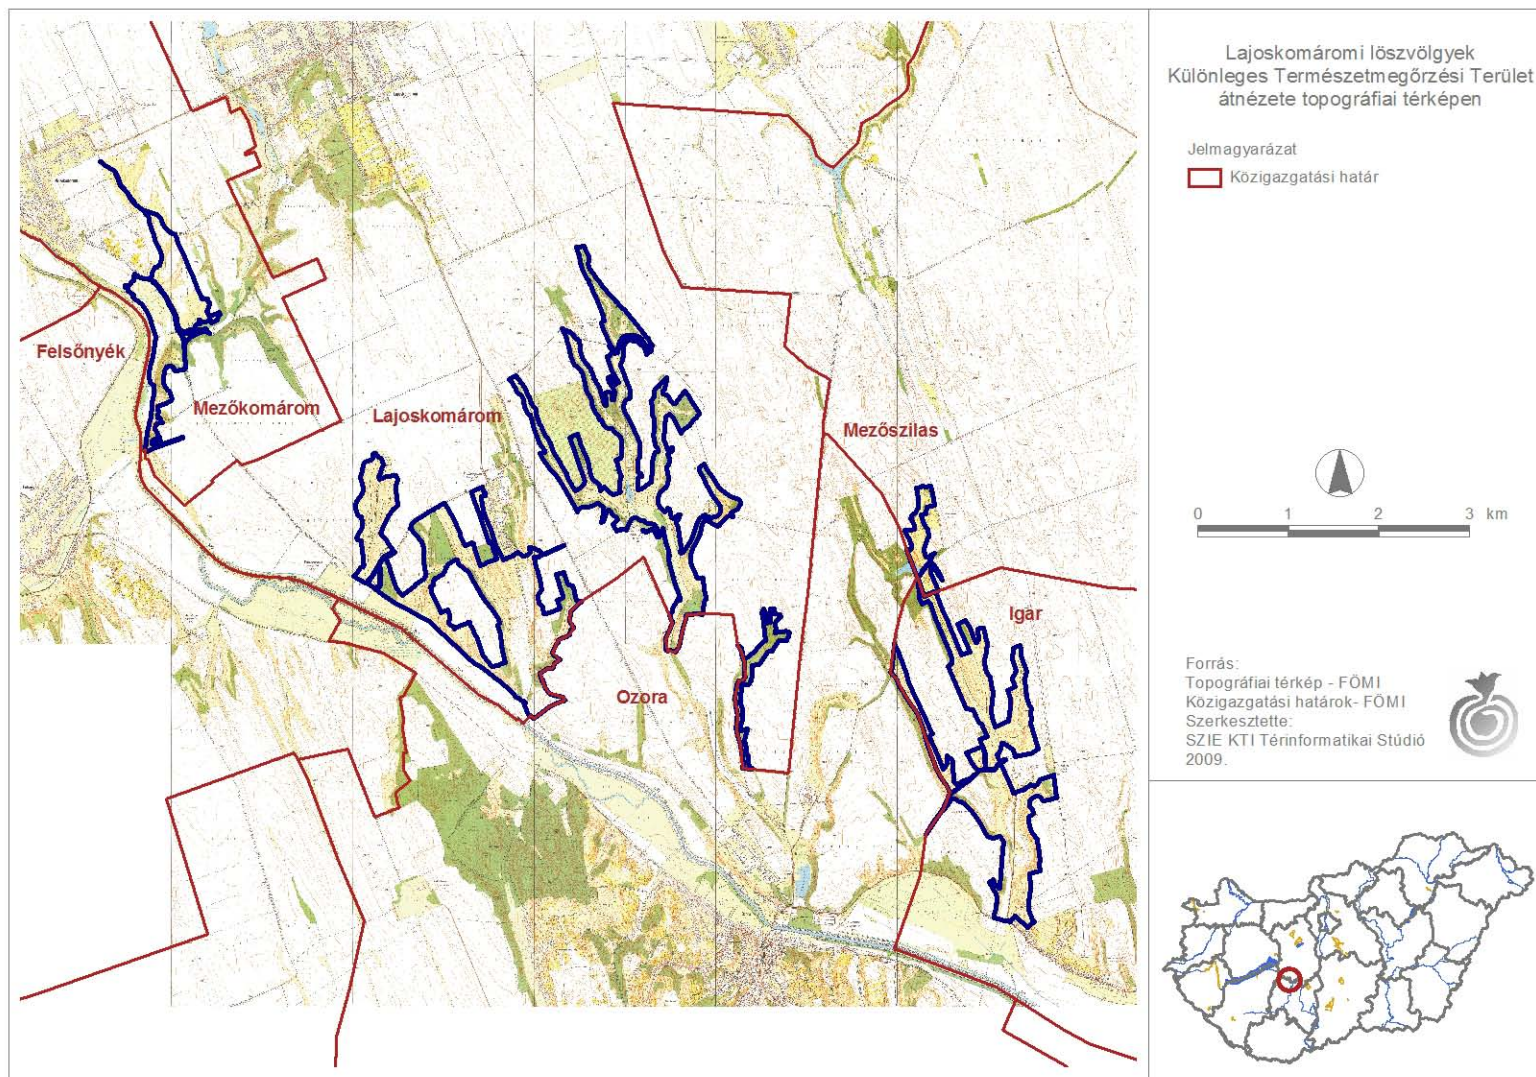 Lajoskomáromi löszvölgyek
Különleges Természetmegőrzési Terület
átnézete topográfiai térképen
Jelmagyarázat
Közigazgatási határ
Felsőnyék
Mezőkomárom
Lajoskomárom
Mezőszilas
Igar
Ozora
0 1 2 3 km
Forrás:
Topográfiai térkép - FÖMI
Közigazgatási határok- FÖMI
Szerkesztette:
SZIE KTI Térinformatikai Stúdió
2009.